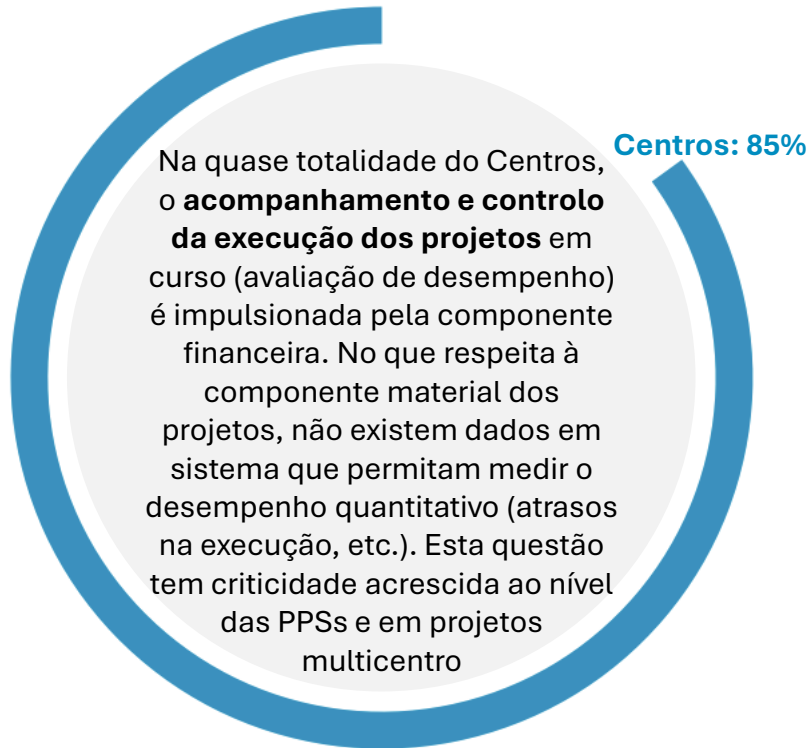 Centros: 85%
Na quase totalidade do Centros,
o acompanhamento e controlo
da execução dos projetos em
curso (avaliação de desempenho)
é impulsionada pela componente
financeira. No que respeita à
componente material dos
projetos, não existem dados em
sistema que permitam medir o
desempenho quantitativo (atrasos
na execução, etc.). Esta questão
tem criticidade acrescida ao nível
das PPSs e em projetos
multicentro